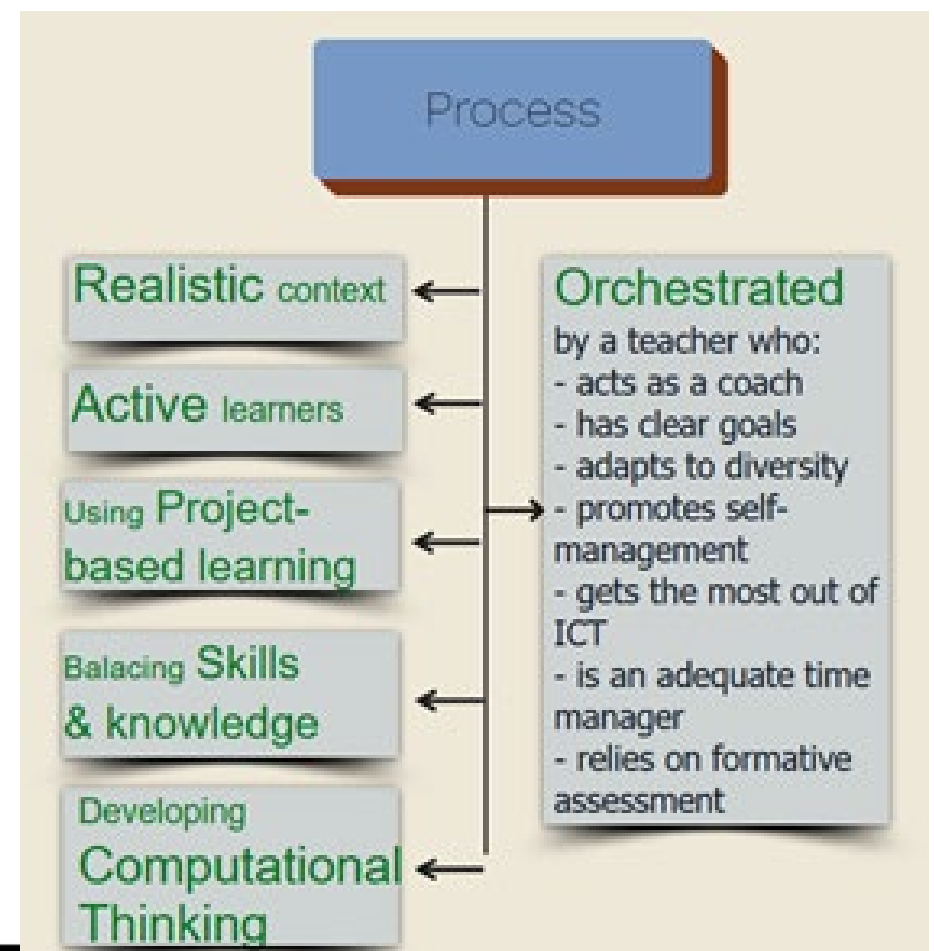 Process
Realistic context
Active learners
Using Project-
based learning
Balacing Skills
& knowledge
Developing
Computational
Thinking
Orchestrated
by a teacher who:
- acts as a coach
- has clear goals
- adapts to diversity
- promotes self-
management
- gets the most out of
ICT
- is an adequate time
manager
- relies on formative
assessment